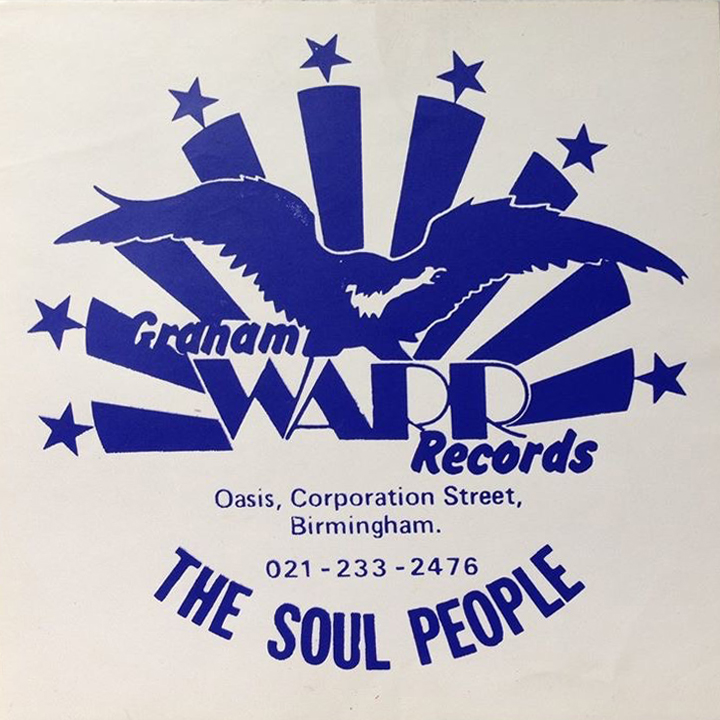 Graham
WARR
Records
Oasis, Corporation Street,
Birmingham.
021-233-2476
THE SOUL PEOPLE